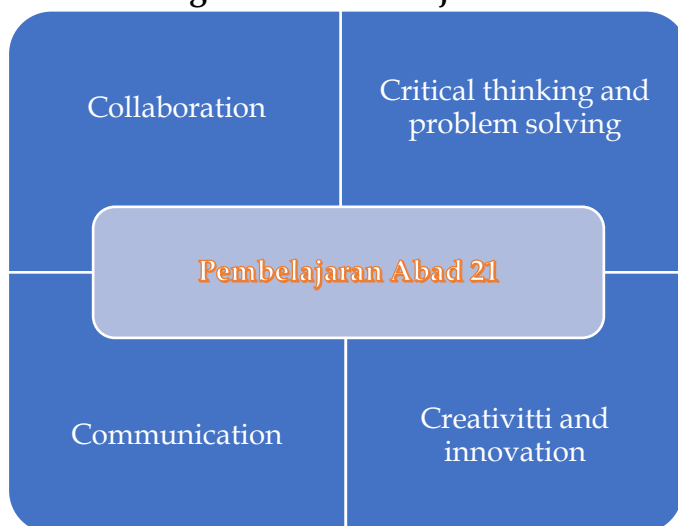 Collaboration
Critical thinking and
problem solving
Pembelajaran Abad 21
Communication
Creativitti and
innovation